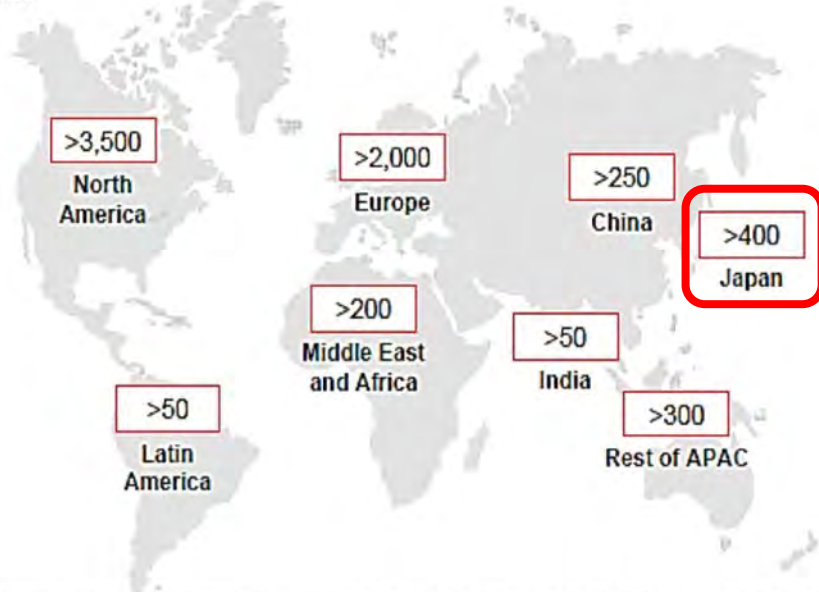 >3,500
North
America
>2,000
Europe
>250
China
>400
Japan
>200
Middle East
and Africa
>50
India
>50
Latin
America
>300
Rest of APAC